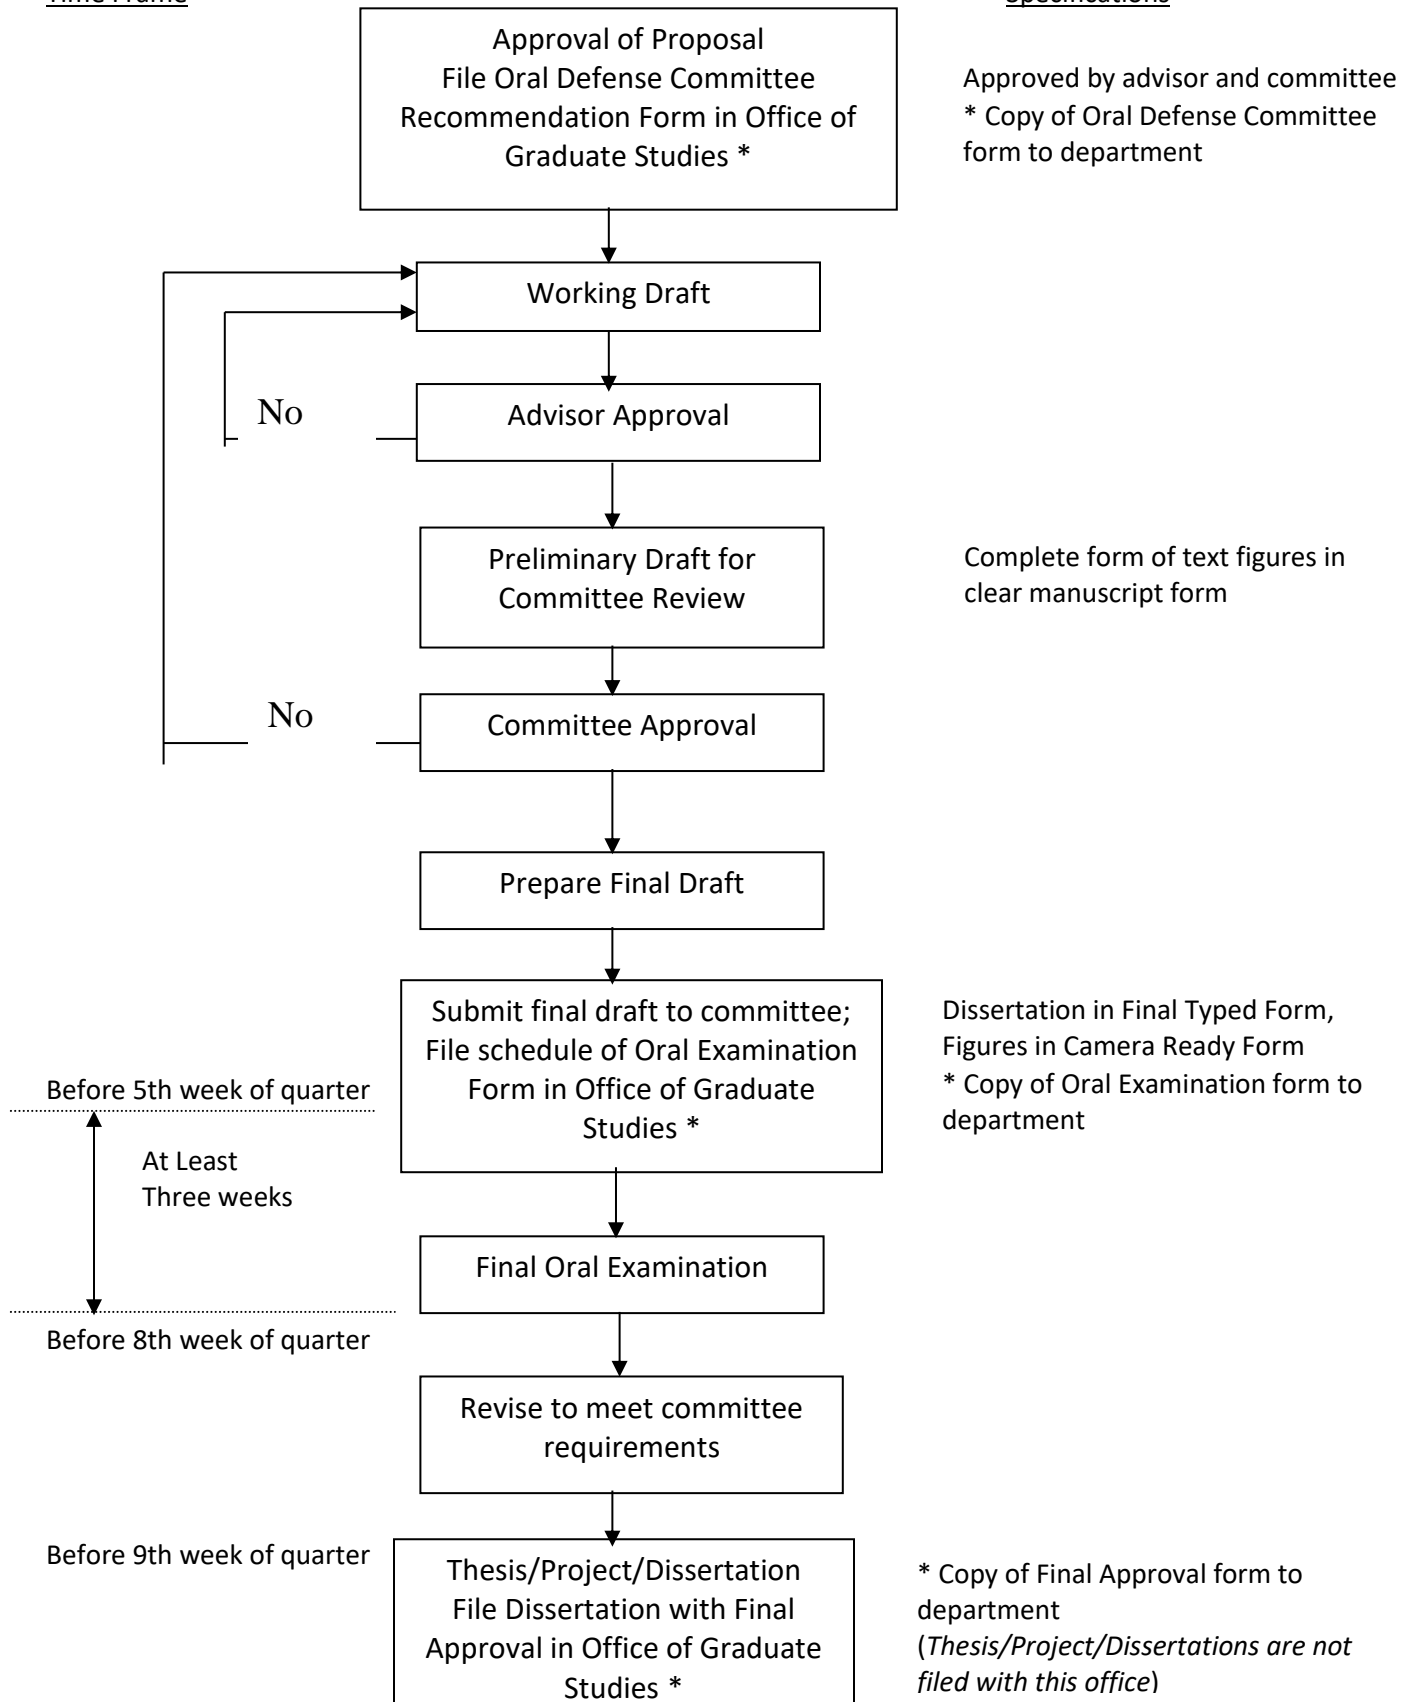 Time Frame
Specifications
Approval of Proposal
File Oral Defense Committee
Recommendation Form in Office of
Graduate Studies *
Approved by advisor and committee
* Copy of Oral Defense Committee
form to department
Working Draft
No
Advisor Approval
Preliminary Draft for
Committee Review
Complete form of text figures in
clear manuscript form
No
Committee Approval
Prepare Final Draft
Submit final draft to committee;
File schedule of Oral Examination
Form in Office of Graduate
Studies *
Dissertation in Final Typed Form,
Figures in Camera Ready Form
* Copy of Oral Examination form to
department
Before 5th week of quarter
At Least
Three weeks
Final Oral Examination
Before 8th week of quarter
Revise to meet committee
requirements
Before 9th week of quarter
Thesis/Project/Dissertation
File Dissertation with Final
Approval in Office of Graduate
Studies *
* Copy of Final Approval form to
department
(Thesis/Project/Dissertations are not
filed with this office)